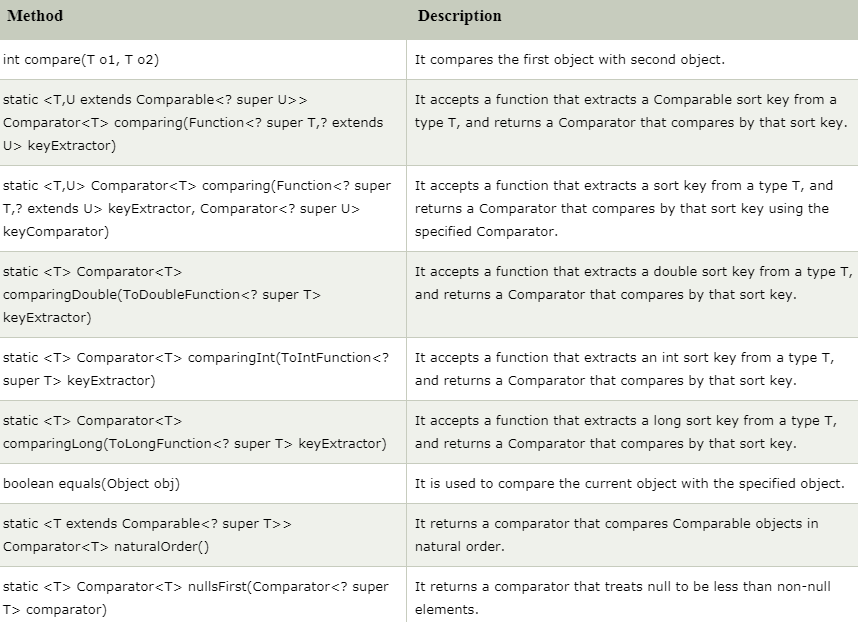 Method Description
int compare(T o1, T o2) It compares the first object with second object.
static <T,U extends Comparable<? super U>> It accepts a function that extracts a Comparable sort key from a
Comparator<T> comparing(Function<? super T,? extends type T, and returns a Comparator that compares by that sort key.
U> keyExtractor)
static <T,U> Comparator<T> comparing(Function<? super It accepts a function that extracts a sort key from a type T, and
T,? extends U> keyExtractor, Comparator<? super U> returns a Comparator that compares by that sort key using the
keyComparator) specified Comparator.
static <T> Comparator<T> It accepts a function that extracts a double sort key from a type T,
comparingDouble(ToDoubleFunction<? super T> and returns a Comparator that compares by that sort key.
keyExtractor)
static <T> Comparator<T> comparingInt(ToIntFunction<? It accepts a function that extracts an int sort key from a type T,
super T> keyExtractor) and returns a Comparator that compares by that sort key.
static <T> Comparator<T> It accepts a function that extracts a long sort key from a type T,
comparingLong(ToLongFunction<? super T> keyExtractor) and returns a Comparator that compares by that sort key.
boolean equals(Object obj) It is used to compare the current object with the specified object.
static <T extends Comparable<? super T>> It returns a comparator that compares Comparable objects in
Comparator<T> naturalOrder() natural order.
static <T> Comparator<T> nullsFirst(Comparator<? super It returns a comparator that treats null to be less than non-null
T> comparator) elements.